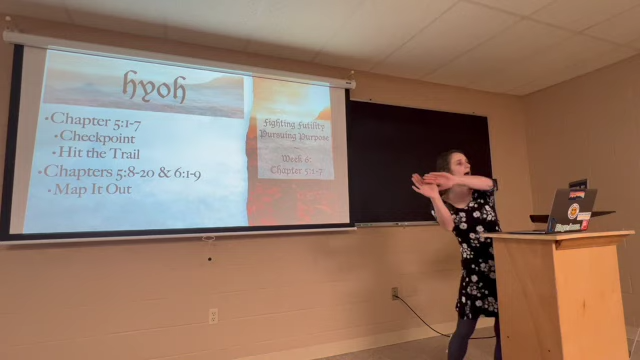 hyoh
•Chapter 5:1-7
•Checkpoint
•Hit the Trail
•Chapters 5:8-20 & 6:1-9
•Map It Out
Fighting Futility
Pursuing Purpose
Week 6:
Chapter 5:1-7